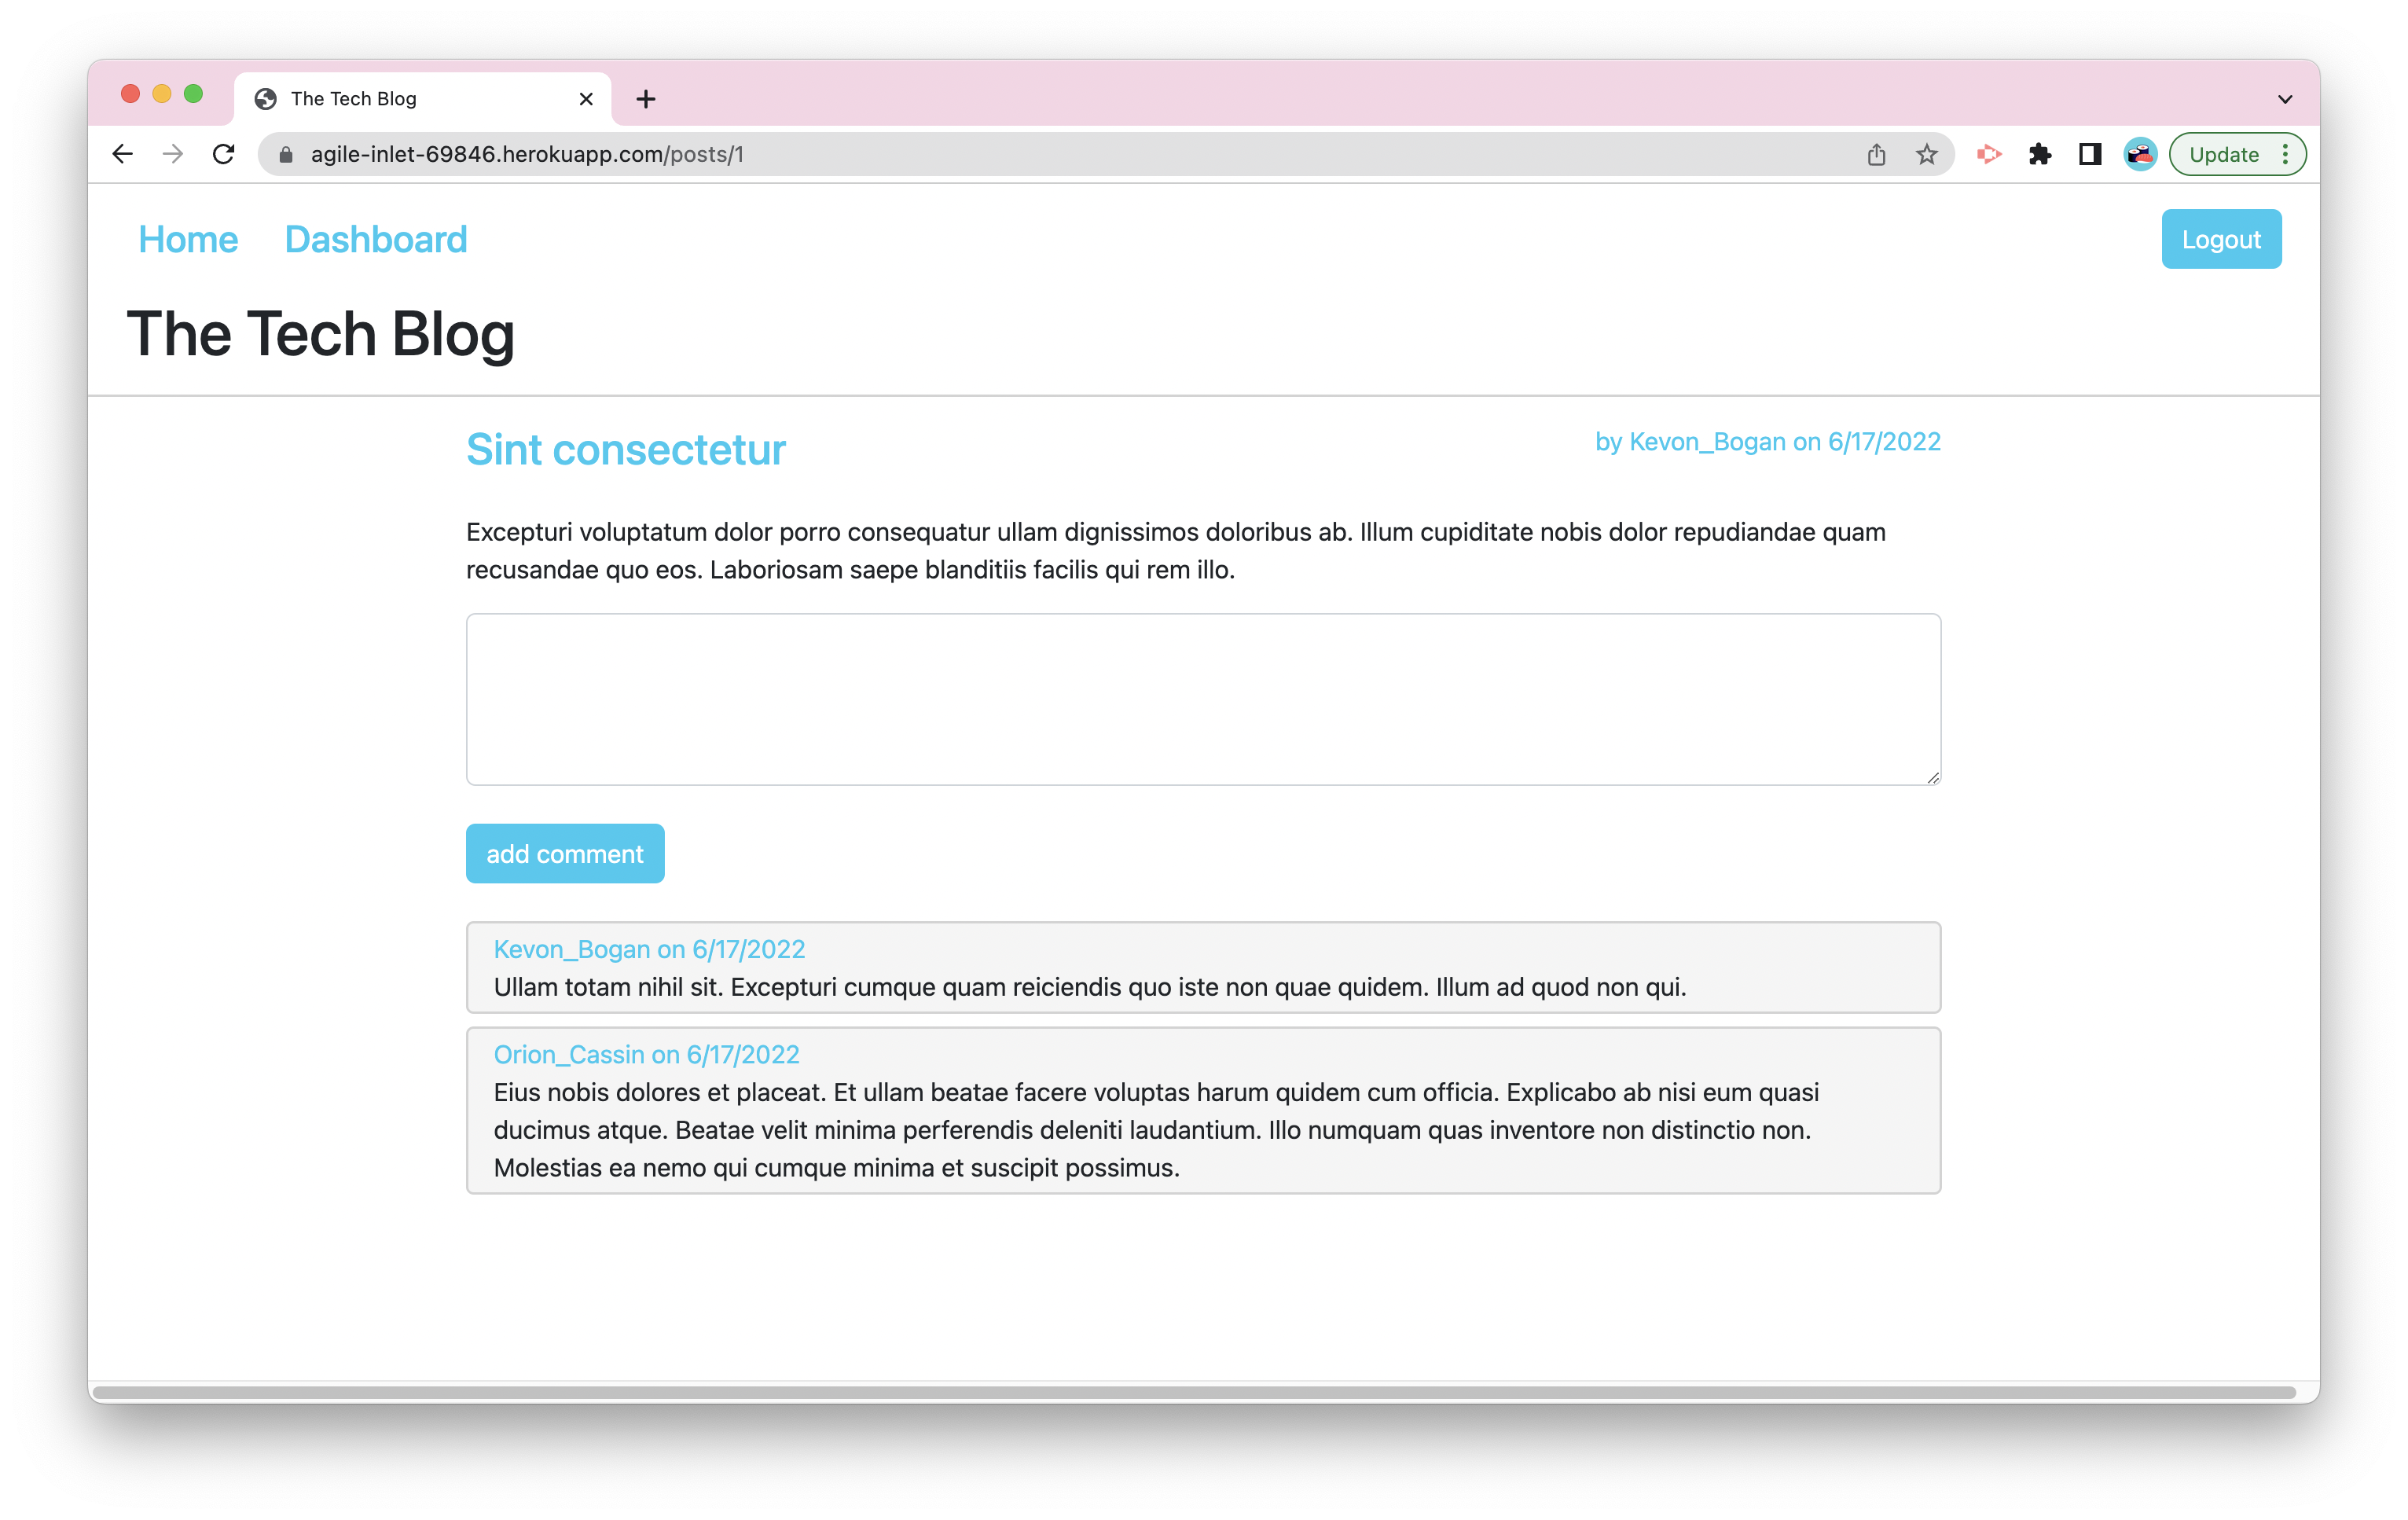 The Tech Blog
agile-inlet-69846.herokuapp.com/posts/1
Update
Home Dashboard Logout
The Tech Blog
Sint consectetur
by Kevon_Bogan on 6/17/2022
Excepturi voluptatum dolor porro consequatur ullam dignissimos doloribus ab. Illum cupiditate nobis dolor repudiandae quam
recusandae quo eos. Laboriosam saepe blanditiis facilis qui rem illo.
add comment
Kevon_Bogan on 6/17/2022
Ullam totam nihil sit. Excepturi cumque quam reiciendis quo iste non quae quidem. Illum ad quod non qui.
Orion_Cassin on 6/17/2022
Eius nobis dolores et placeat. Et ullam beatae facere voluptas harum quidem cum officia. Explicabo ab nisi eum quasi
ducimus atque. Beatae velit minima perferendis deleniti laudantium. Illo numquam quas inventore non distinctio non.
Molestias ea nemo qui cumque minima et suscipit possimus.